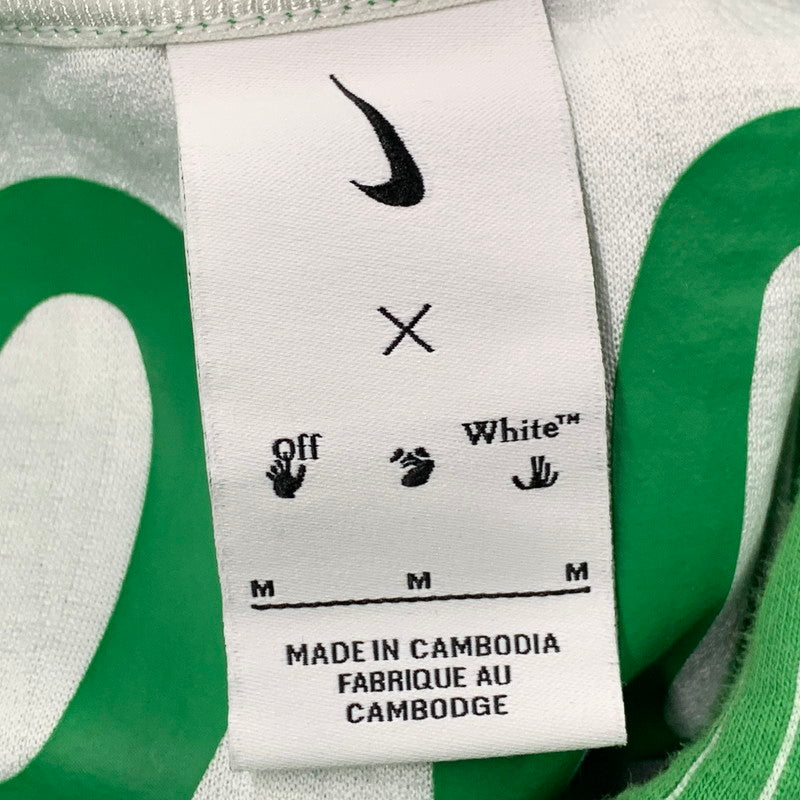 ×
Off White™
M M M
MADE IN CAMBODIA
FABRIQUE AU
CAMBODGE